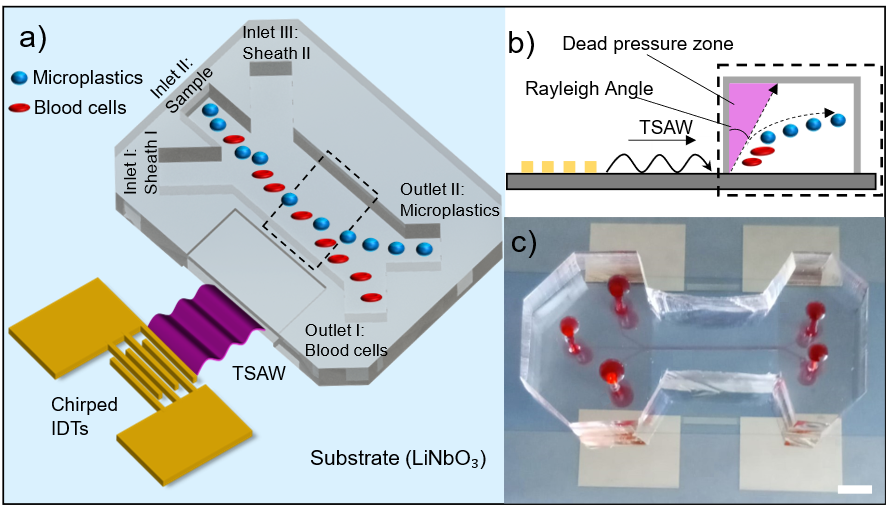 a)
Microplastics
Blood cells
Inlet III:
Sheath II
Inlet II:
Sample
Inlet I:
Sheath I
Outlet II:
Microplastics
Outlet I:
Blood cells
TSAW
Chirped
IDTs
Substrate (LiNbO₃)
b)
Dead pressure zone
Rayleigh Angle
TSAW
c)